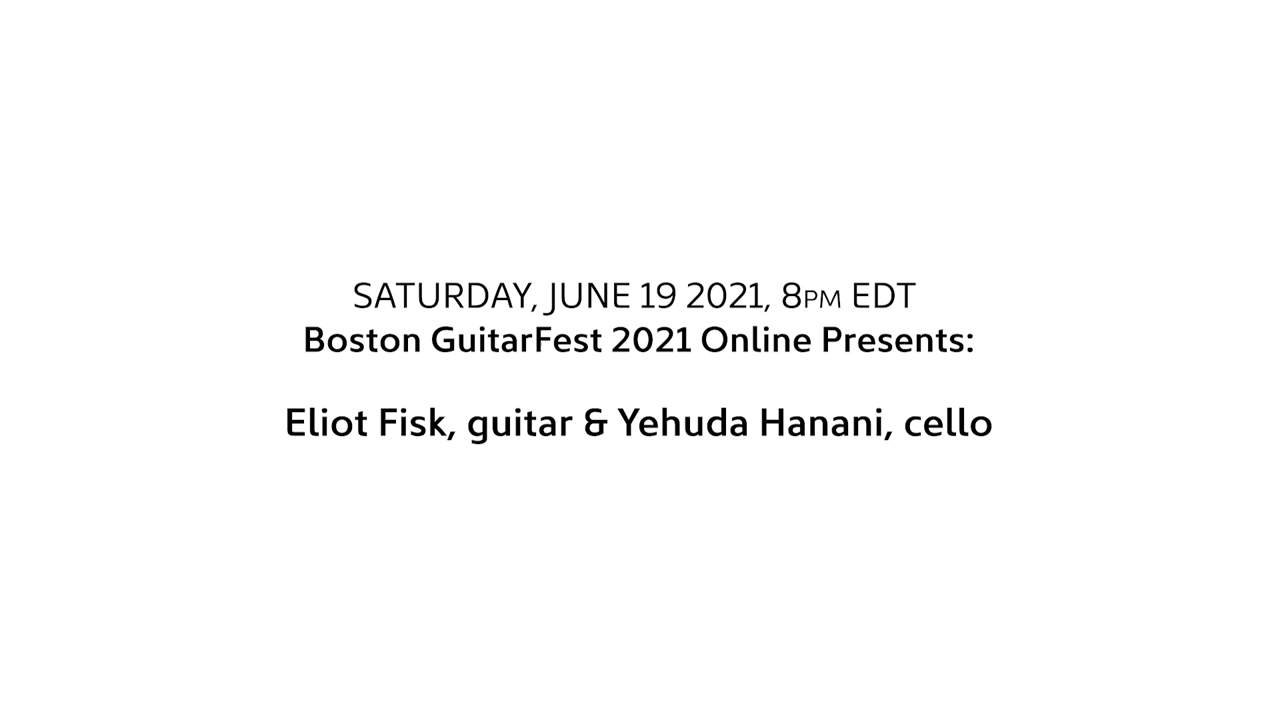 SATURDAY, JUNE 19 2021, 8PM EDT
Boston GuitarFest 2021 Online Presents:
Eliot Fisk, guitar & Yehuda Hanani, cello